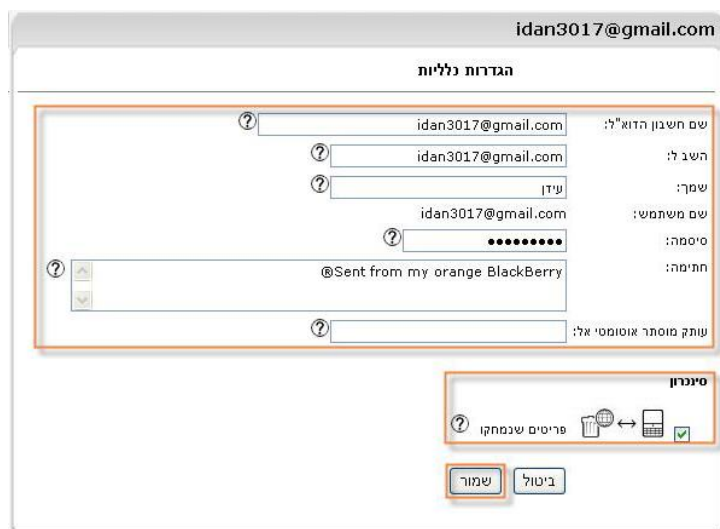 idan3017@gmail.com
הגדרות כלליות
שם חשבון הדוא"ל: idan3017@gmail.com ?
השב ל: idan3017@gmail.com ?
שמך: עידן ?
שם משתמש: idan3017@gmail.com
סיסמה: ●●●●●●●●● ?
חתימה: Sent from my orange BlackBerry® ?
עותק מוסתר אוטומטי אל: ?
סינכרון
פריטים שנמחקו ?
ביטול שמור